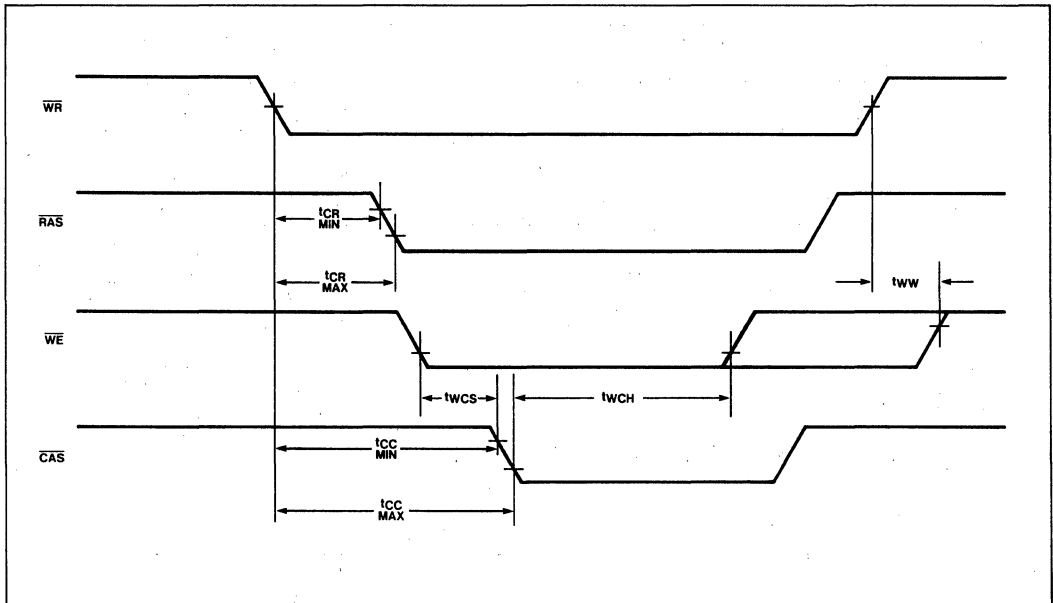 WR
RAS
tCR
MIN
tCR
MAX
tWW
WE
tWCS
tWCH
tCC
MIN
CAS
tCC
MAX